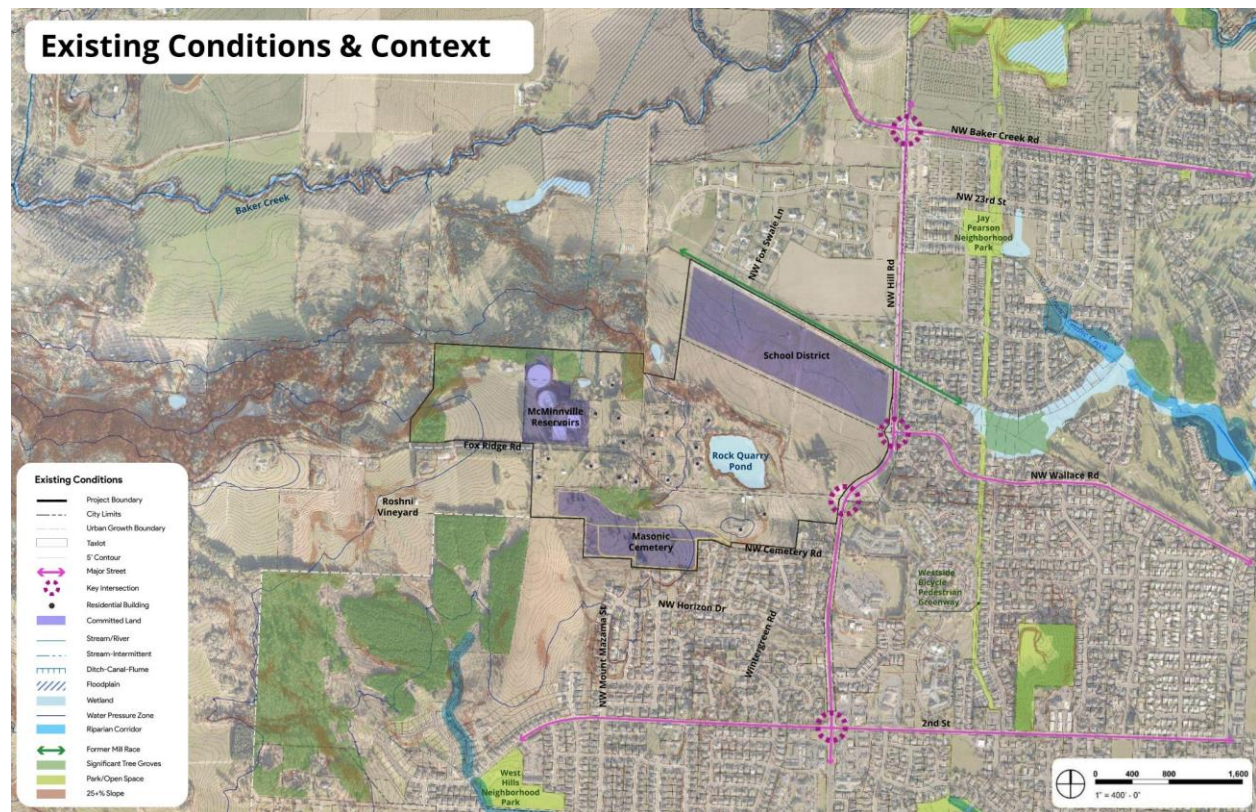 Existing Conditions & Context
NW Baker Creek Rd
NW 23rd St
Jay
Pearson
Neighborhood
Park
Baker Creek
NW Fox Swale Ln
NW Hill Rd
School District
McMinnville
Reservoirs
Fox Ridge Rd
Rock Quarry
Pond
NW Wallace Rd
Roshni
Vineyard
Masonic
Cemetery
NW Cemetery Rd
Westside
Bicycle
Pedestrian
Greenway
NW Horizon Dr
NW Mount Mazama St
Wintergreen Rd
2nd St
West
Hills
Neighborhood
Park
Existing Conditions
Project Boundary
City Limits
Urban Growth Boundary
Taxlot
5' Contour
Major Street
Key Intersection
Residential Building
Committed Land
Stream/River
Stream-Intermittent
Ditch-Canal-Flume
Floodplain
Wetland
Water Pressure Zone
Riparian Corridor
Former Mill Race
Significant Tree Groves
Park/Open Space
25+% Slope
0 400 800 1,600
1" = 400' - 0"